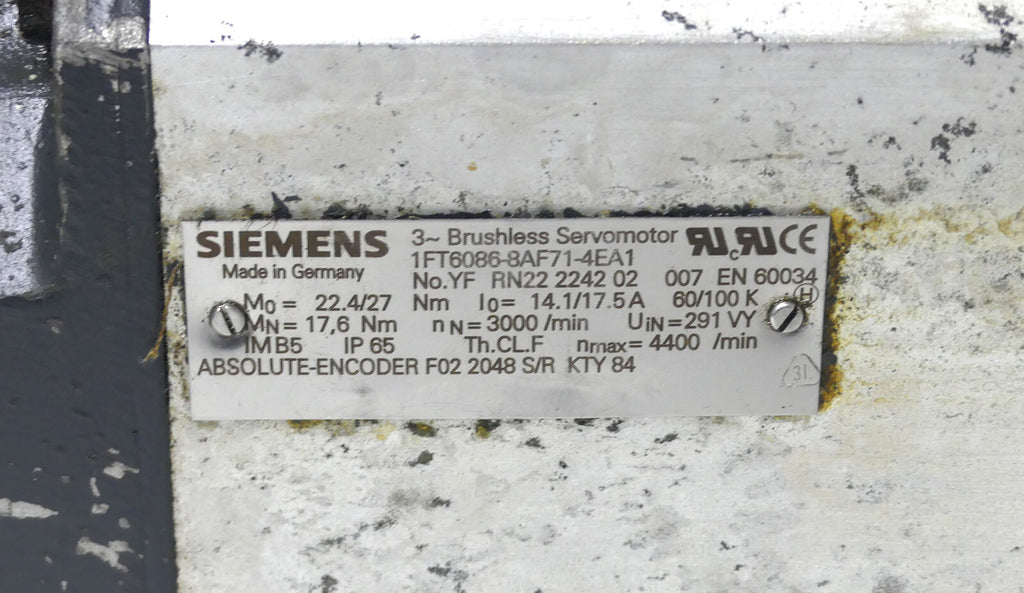 SIEMENS 3~ Brushless Servomotor
Made in Germany 1FT6086-8AF71-4EA1
No.YF RN22 2242 02 007 EN 60034
M0 = 22.4/27 Nm I0= 14.1/17.5 A 60/100 K H
MN = 17,6 Nm nN=3000 /min UiN=291 VY
IM B5 IP 65 Th.CL.F nmax= 4400 /min
ABSOLUTE-ENCODER F02 2048 S/R KTY 84
31